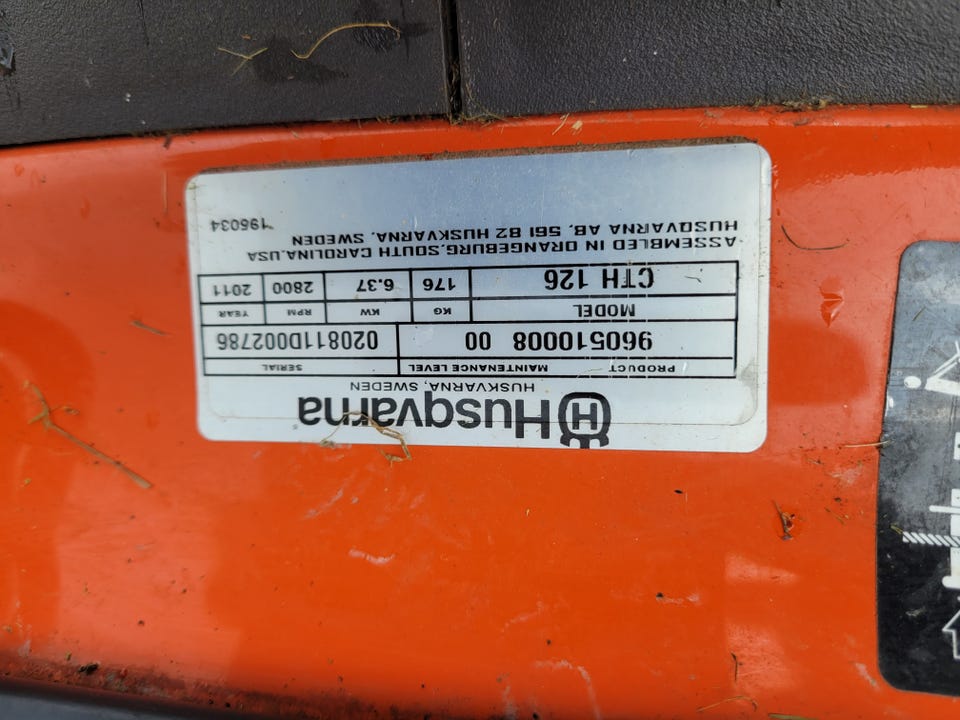 Husqvarna
HUSKVARNA, SWEDEN
PRODUCT MAINTENANCE LEVEL SERIAL
960510008 00 020811D002786
MODEL KG KW RPM YEAR
CTH 126 176 6.37 2800 2011
ASSEMBLED IN ORANGEBURG,SOUTH CAROLINA,USA
HUSQVARNA AB, 561 82 HUSKVARNA, SWEDEN
195034